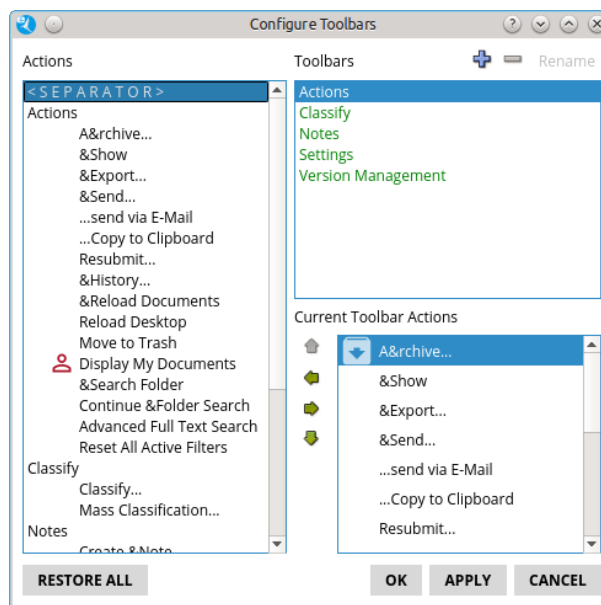 Configure Toolbars
Actions
<SEPARATOR>
Actions
A&rchive...
&Show
&Export...
&Send...
...send via E-Mail
...Copy to Clipboard
Resubmit...
&History...
&Reload Documents
Reload Desktop
Move to Trash
Display My Documents
&Search Folder
Continue &Folder Search
Advanced Full Text Search
Reset All Active Filters
Classify
Classify...
Mass Classification...
Notes
Create &Note
Toolbars
Rename
Actions
Classify
Notes
Settings
Version Management
Current Toolbar Actions
A&rchive...
&Show
&Export...
&Send...
...send via E-Mail
...Copy to Clipboard
Resubmit...
RESTORE ALL
OK
APPLY
CANCEL